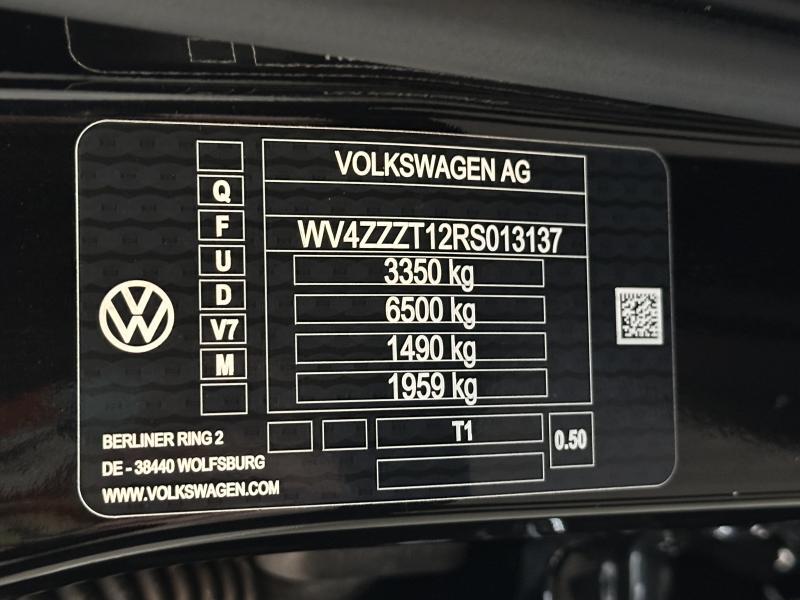 VOLKSWAGEN AG
Q
F
WV4ZZZT12RS013137
U
3350 kg
D
6500 kg
V7
1490 kg
M
1959 kg
T1
0.50
BERLINER RING 2
DE - 38440 WOLFSBURG
WWW.VOLKSWAGEN.COM